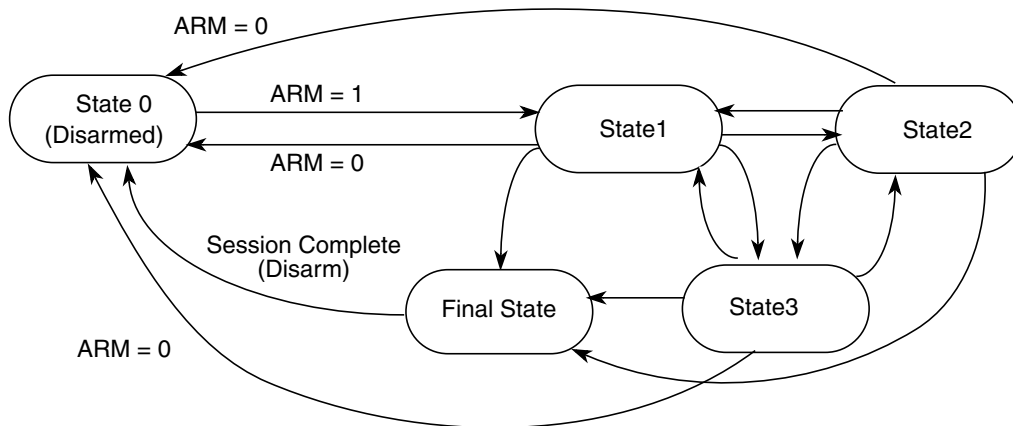 ARM = 0
State 0
(Disarmed)
ARM = 1
ARM = 0
State1
State2
Session Complete
(Disarm)
Final State
State3
ARM = 0